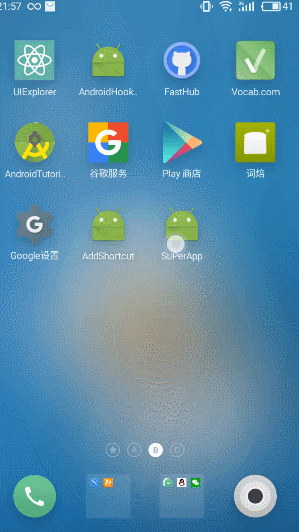 21:57 41
UIExplorer AndroidHook.. FastHub Vocab.com
AndroidTutori.. 谷歌服务 Play 商店 词焙
Google设置 AddShortcut SuPerApp
A B C